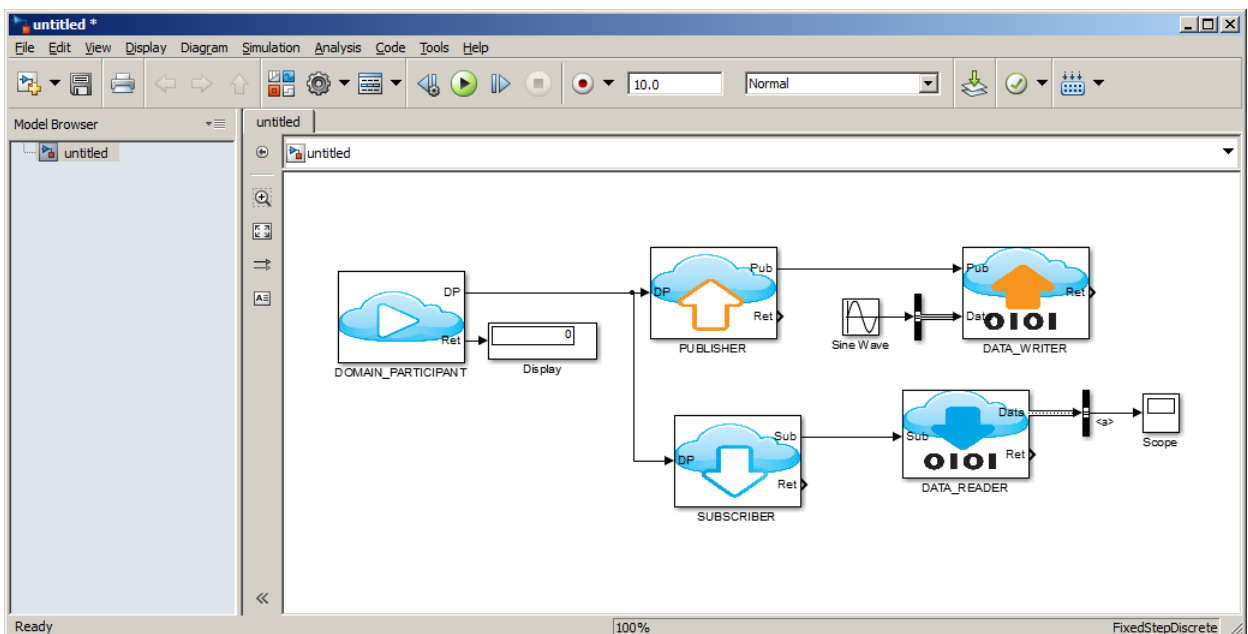 untitled *
File Edit View Display Diagram Simulation Analysis Code Tools Help
10.0 Normal
Model Browser untitled
untitled untitled
DP
Ret
DOMAIN_PARTICIPANT
0
Display
DP
Pub
Ret
PUBLISHER
Sine Wave
Pub
Data
Ret
OIOI
DATA_WRITER
DP
Sub
Ret
SUBSCRIBER
Sub
Data
Ret
OIOI
DATA_READER
<a>
Scope
Ready 100% FixedStepDiscrete